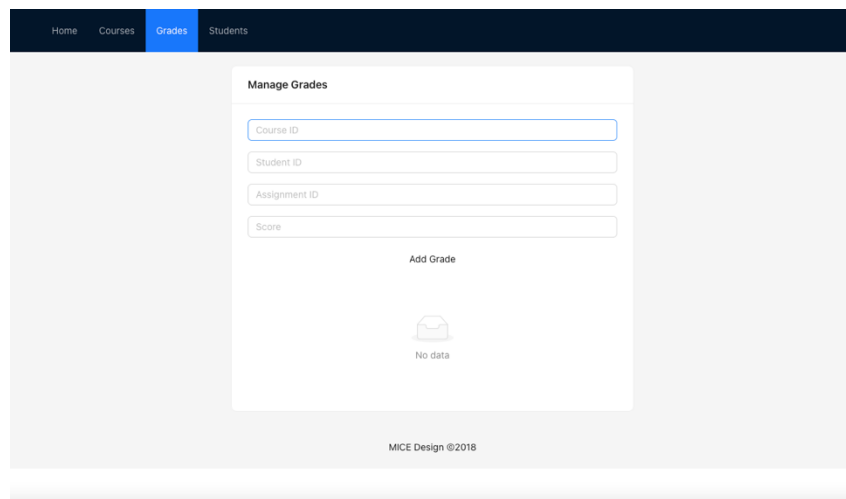 Home Courses Grades Students
Manage Grades
Course ID
Student ID
Assignment ID
Score
Add Grade
No data
MICE Design ©2018